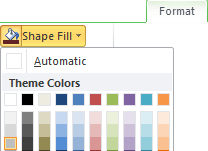 Format
Shape Fill
Automatic
Theme Colors